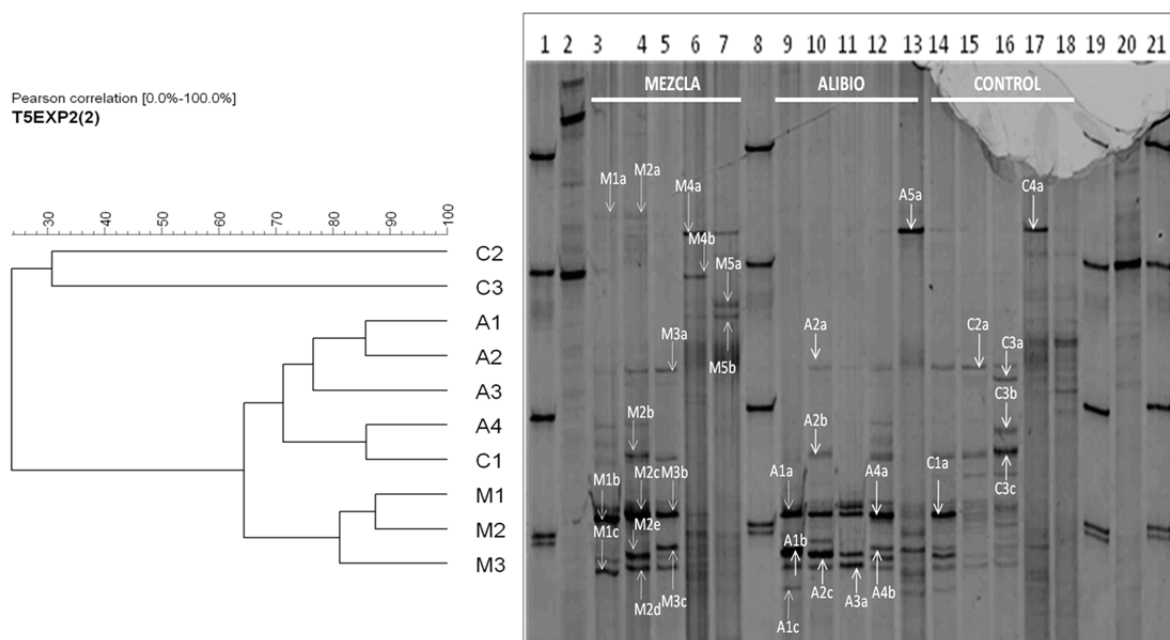 Pearson correlation [0.0%-100.0%]
T5EXP2(2)
30 40 50 60 70 80 90 100
C2
C3
A1
A2
A3
A4
C1
M1
M2
M3
1 2 3 4 5 6 7 8 9 10 11 12 13 14 15 16 17 18 19 20 21
MEZCLA ALIBIO CONTROL
M1a M2a M4a A5a C4a
M4b
M5a
M3a A2a C2a C3a
M5b
M2b A2b C3b
M1b M2c M3b A1a A4a C1a C3c
M1c M2e A1b
M2d M3c A1c A2c A3a A4b